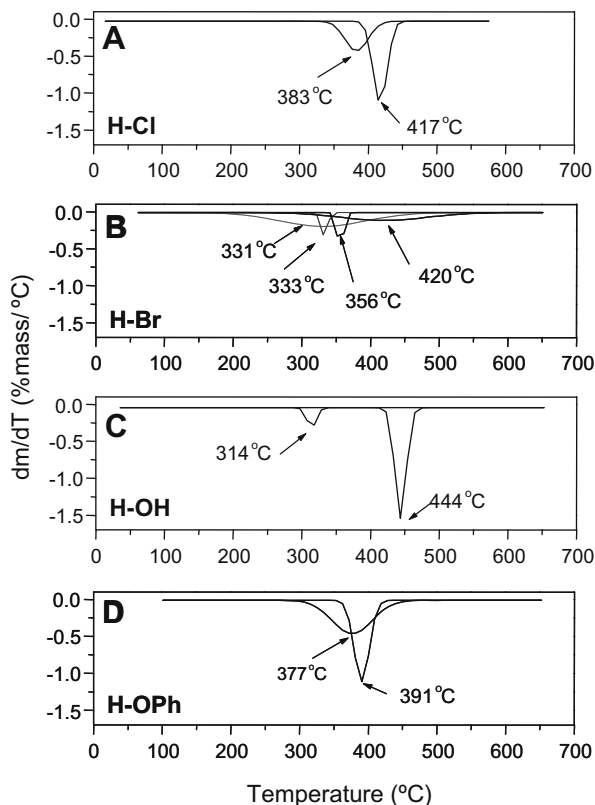 0.0
A
-0.5
383°C
-1.0
417°C
-1.5
H-Cl
0 100 200 300 400 500 600 700
0.0
B
-0.5
331°C
333°C
420°C
356°C
-1.0
-1.5
H-Br
0 100 200 300 400 500 600 700
0.0
C
-0.5
314°C
-1.0
444°C
-1.5
H-OH
0 100 200 300 400 500 600 700
0.0
D
-0.5
377°C
-1.0
391°C
-1.5
H-OPh
0 100 200 300 400 500 600 700
dm/dT (%mass/ ºC)
Temperature (ºC)